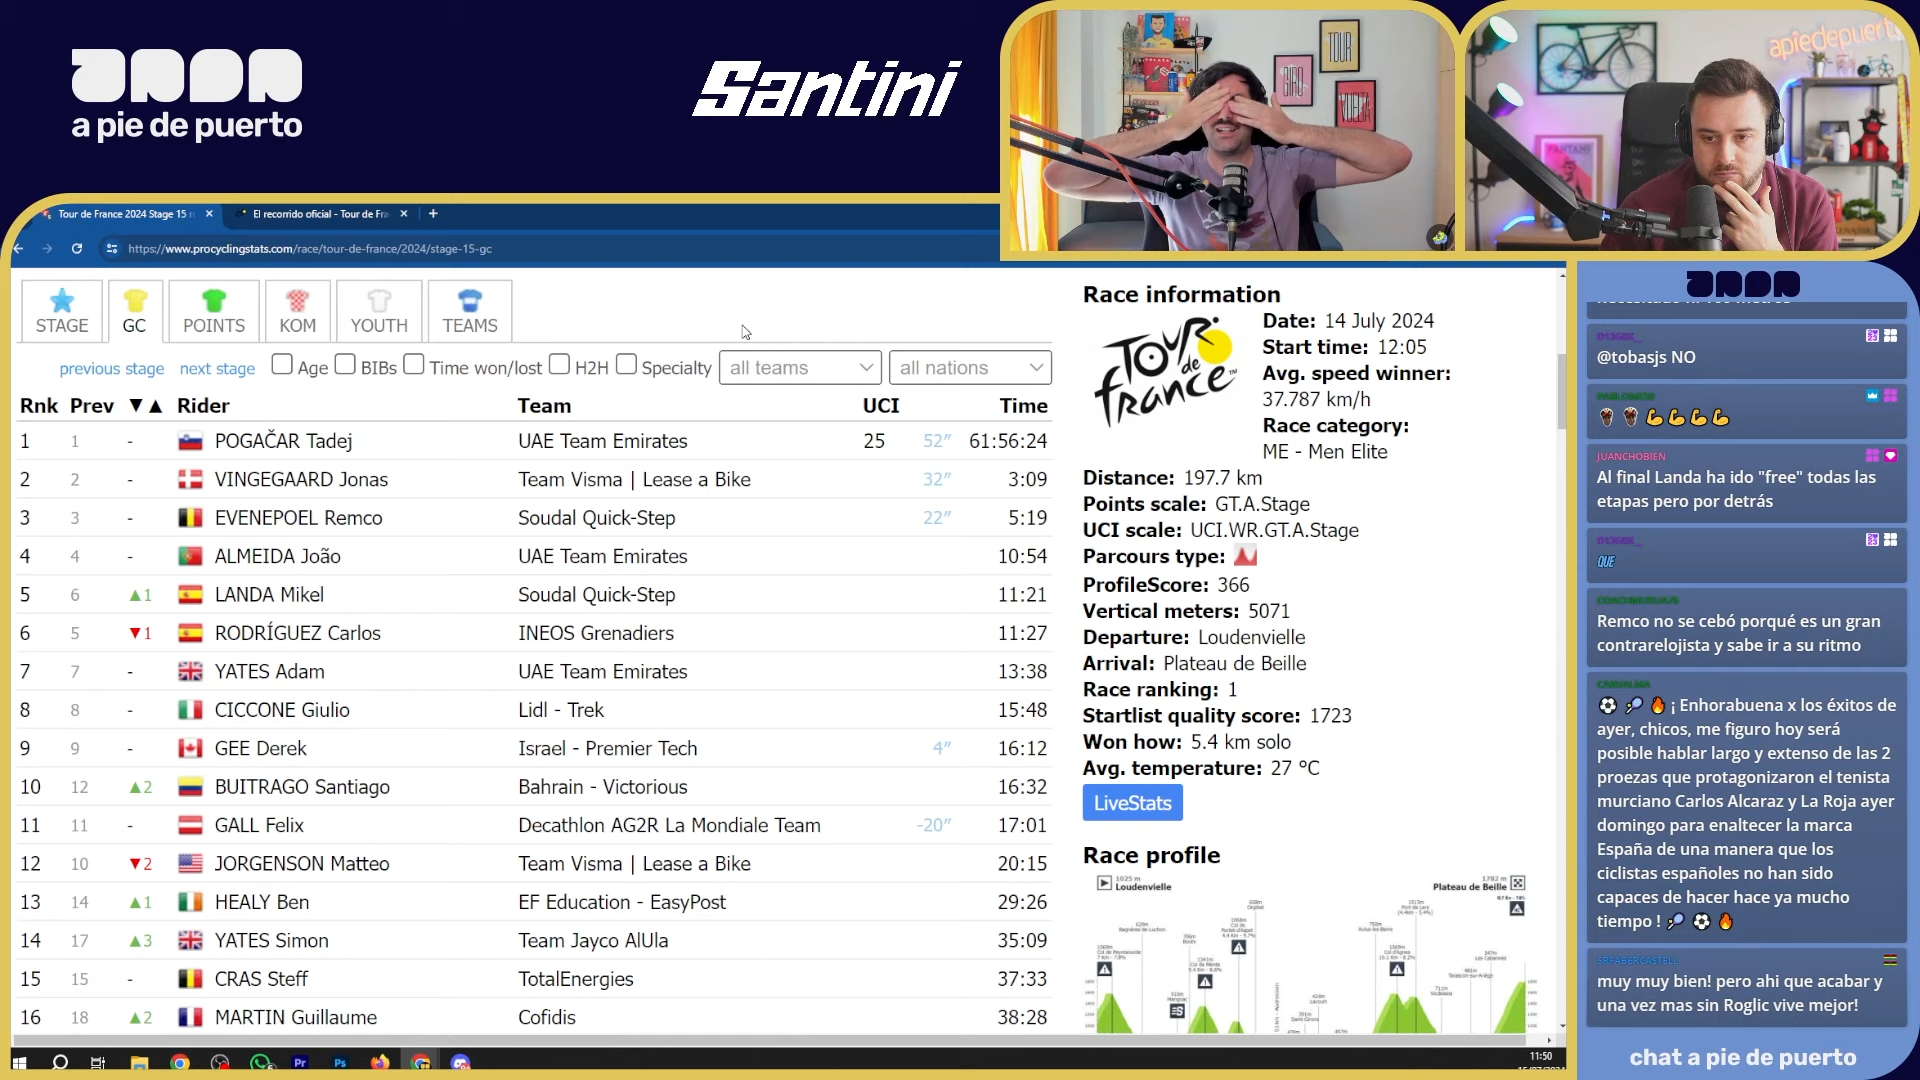 a pie de puerto
Santini
TOUR
GIRO
VUELTA
apiedepuerto
PANTANI
Tour de France 2024 Stage 15 r
El recorrido oficial - Tour de Fra
https://www.procyclingstats.com/race/tour-de-france/2024/stage-15-gc
STAGE GC POINTS KOM YOUTH TEAMS
previous stage next stage Age BIBs Time won/lost H2H Specialty all teams all nations
Rnk Prev ▼▲ Rider Team UCI Time
1 1 - POGAČAR Tadej UAE Team Emirates 25 52″ 61:56:24
2 2 - VINGEGAARD Jonas Team Visma | Lease a Bike 32″ 3:09
3 3 - EVENEPOEL Remco Soudal Quick-Step 22″ 5:19
4 4 - ALMEIDA João UAE Team Emirates 10:54
5 6 ▲1 LANDA Mikel Soudal Quick-Step 11:21
6 5 ▼1 RODRÍGUEZ Carlos INEOS Grenadiers 11:27
7 7 - YATES Adam UAE Team Emirates 13:38
8 8 - CICCONE Giulio Lidl - Trek 15:48
9 9 - GEE Derek Israel - Premier Tech 4″ 16:12
10 12 ▲2 BUITRAGO Santiago Bahrain - Victorious 16:32
11 11 - GALL Felix Decathlon AG2R La Mondiale Team -20″ 17:01
12 10 ▼2 JORGENSON Matteo Team Visma | Lease a Bike 20:15
13 14 ▲1 HEALY Ben EF Education - EasyPost 29:26
14 17 ▲3 YATES Simon Team Jayco AlUla 35:09
15 15 - CRAS Steff TotalEnergies 37:33
16 18 ▲2 MARTIN Guillaume Cofidis 38:28
Race information
TOUR de france
Date: 14 July 2024
Start time: 12:05
Avg. speed winner:
37.787 km/h
Race category:
ME - Men Elite
Distance: 197.7 km
Points scale: GT.A.Stage
UCI scale: UCI.WR.GT.A.Stage
Parcours type:
ProfileScore: 366
Vertical meters: 5071
Departure: Loudenvielle
Arrival: Plateau de Beille
Race ranking: 1
Startlist quality score: 1723
Won how: 5.4 km solo
Avg. temperature: 27 °C
LiveStats
Race profile
1025 m
Loudenvielle
1782 m
Plateau de Beille
Pr Ps
11:50
@tobasjs NO
JUANCHOBIEN
Al final Landa ha ido "free" todas las
etapas pero por detrás
QUE
Remco no se cebó porqué es un gran
contrarelojista y sabe ir a su ritmo
¡ Enhorabuena x los éxitos de
ayer, chicos, me figuro hoy será
posible hablar largo y extenso de las 2
proezas que protagonizaron el tenista
murciano Carlos Alcaraz y La Roja ayer
domingo para enaltecer la marca
España de una manera que los
ciclistas españoles no han sido
capaces de hacer hace ya mucho
tiempo !
SRFABERCASTELL
muy muy bien! pero ahi que acabar y
una vez mas sin Roglic vive mejor!
chat a pie de puerto